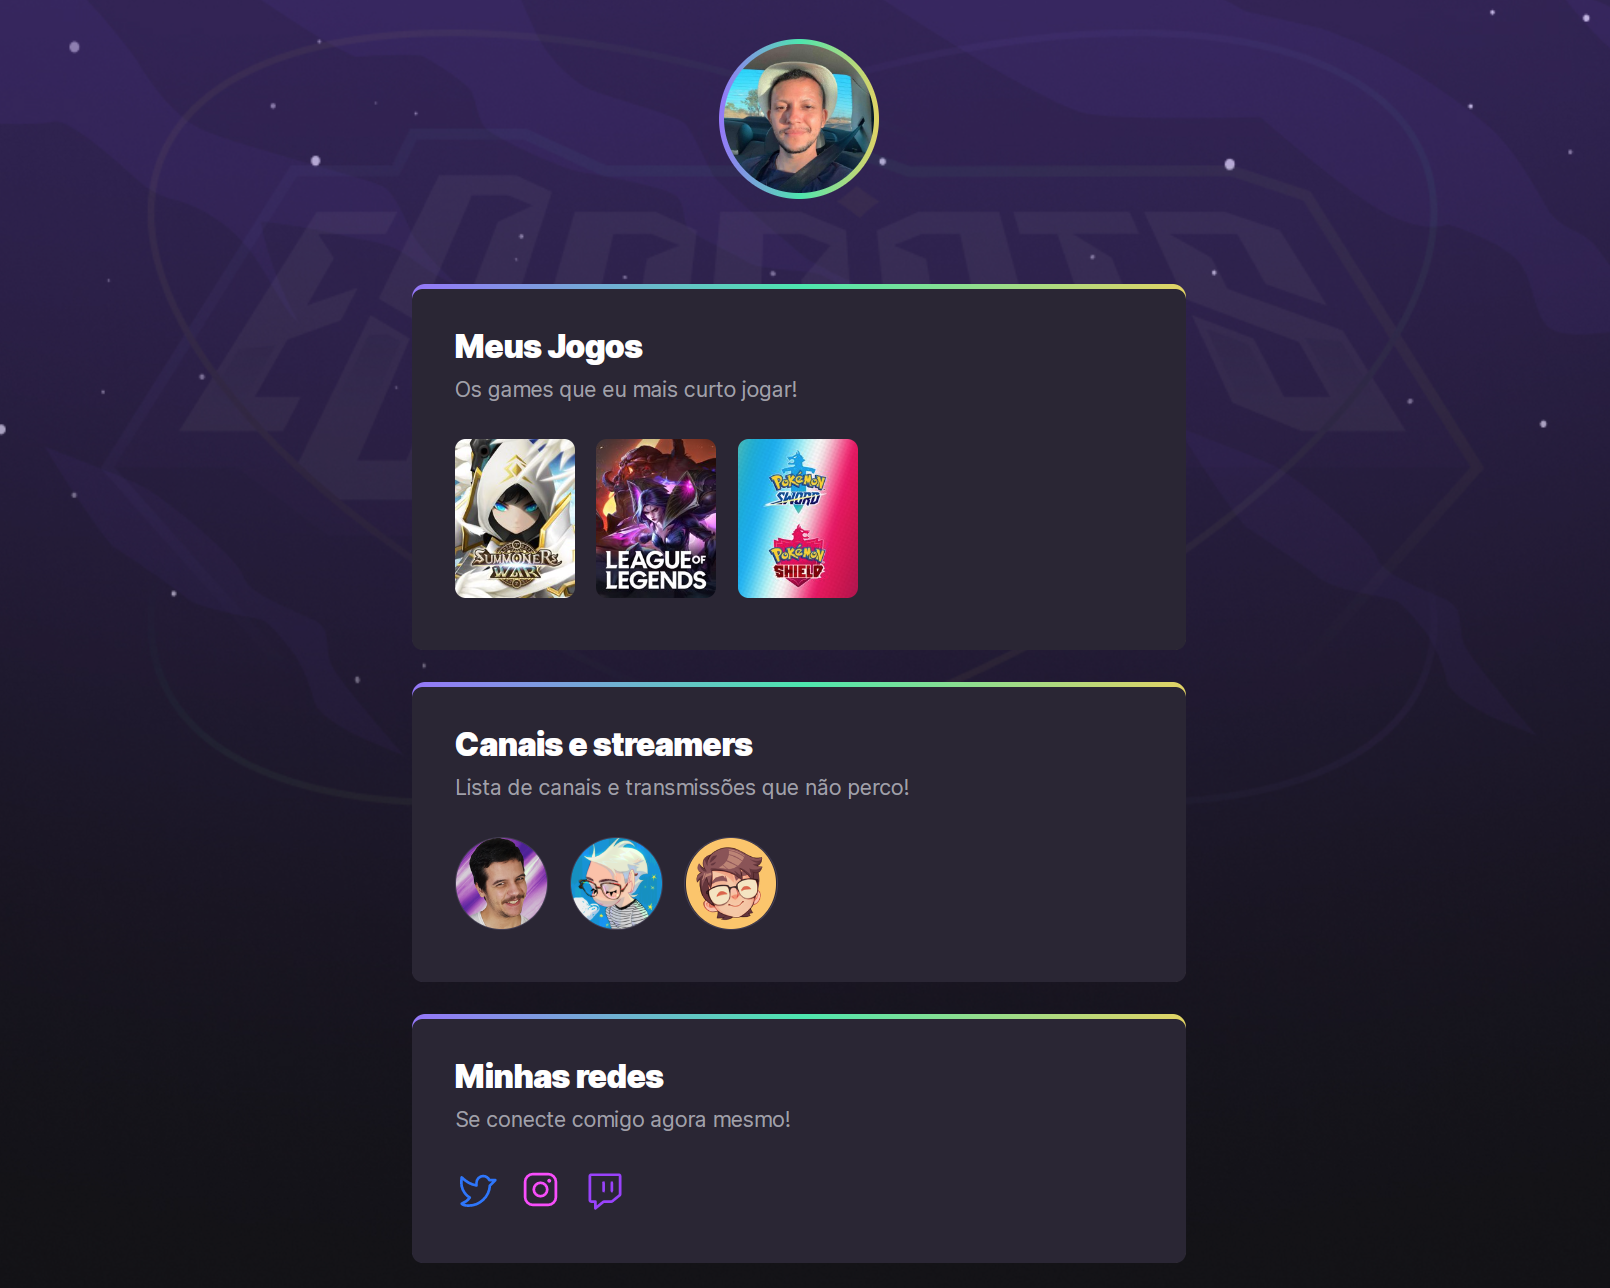 ESPORTS
Meus Jogos
Os games que eu mais curto jogar!
SUMMONERS
WAR
LEAGUE OF
LEGENDS
POKÉMON
SWORD
POKÉMON
SHIELD
Canais e streamers
Lista de canais e transmissões que não perco!
Minhas redes
Se conecte comigo agora mesmo!